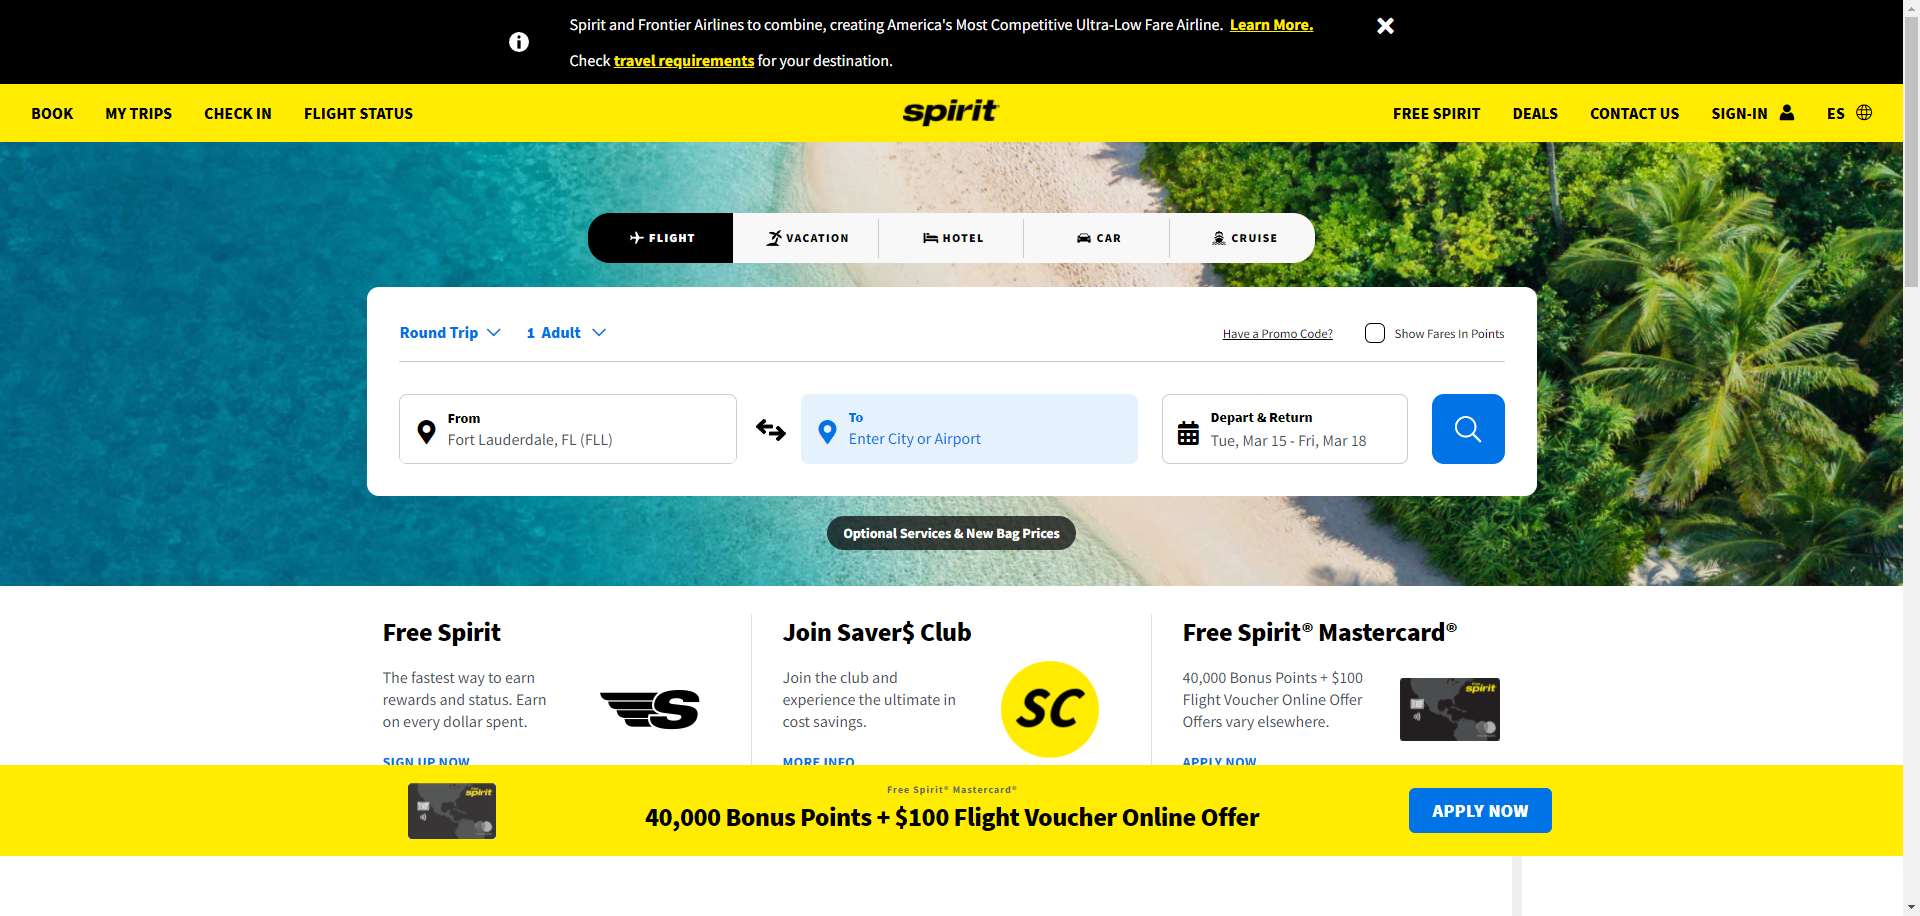 Spirit and Frontier Airlines to combine, creating America's Most Competitive Ultra-Low Fare Airline. Learn More.
Check travel requirements for your destination.
BOOK MY TRIPS CHECK IN FLIGHT STATUS spirit FREE SPIRIT DEALS CONTACT US SIGN-IN ES
FLIGHT VACATION HOTEL CAR CRUISE
Round Trip 1 Adult Have a Promo Code? Show Fares In Points
From
Fort Lauderdale, FL (FLL)
To
Enter City or Airport
Depart & Return
Tue, Mar 15 - Fri, Mar 18
Optional Services & New Bag Prices
Free Spirit
The fastest way to earn
rewards and status. Earn
on every dollar spent.
SIGN UP NOW
Join Saver$ Club
Join the club and
experience the ultimate in
cost savings.
MORE INFO
SC
Free Spirit® Mastercard®
40,000 Bonus Points + $100
Flight Voucher Online Offer
Offers vary elsewhere.
APPLY NOW
spirit
spirit
Free Spirit® Mastercard®
40,000 Bonus Points + $100 Flight Voucher Online Offer
APPLY NOW